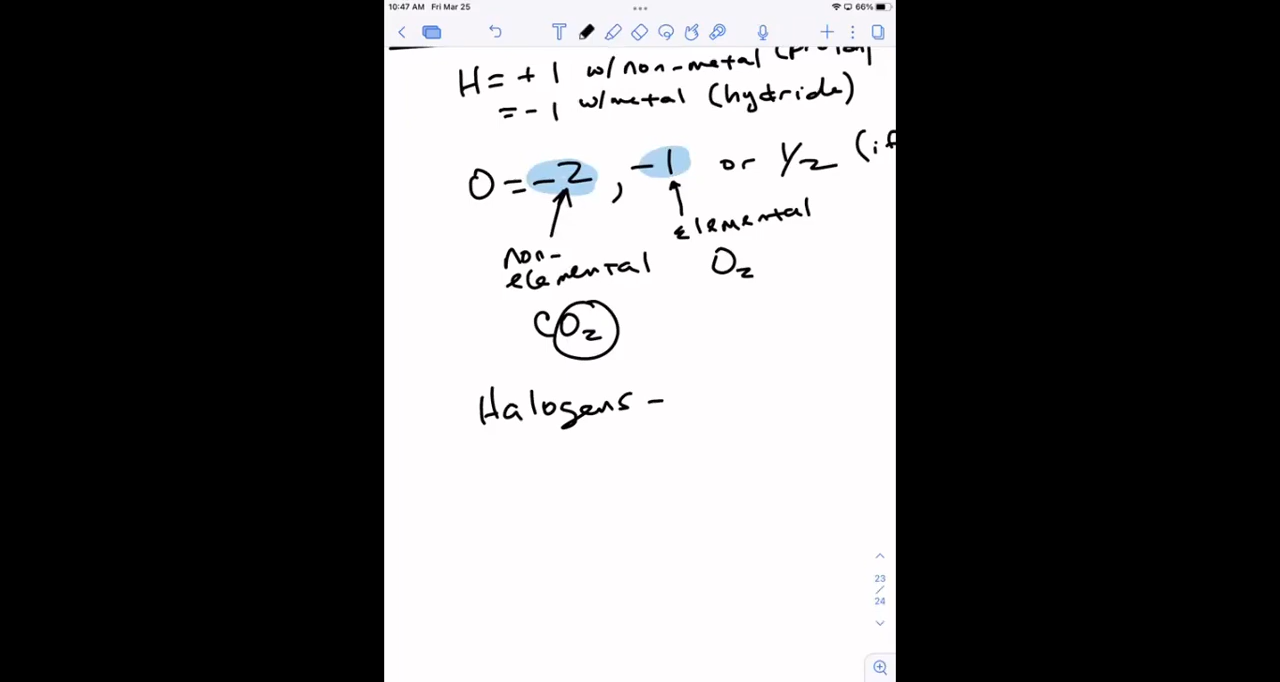 10:47 AM Fri Mar 25
66%
H = + 1 w/ non-metal
= - 1 w/metal (hydride)
O = -2 , -1 or 1/2 (if
non-
elemental
elemental
O2
CO2
Halogens -
23
/
24